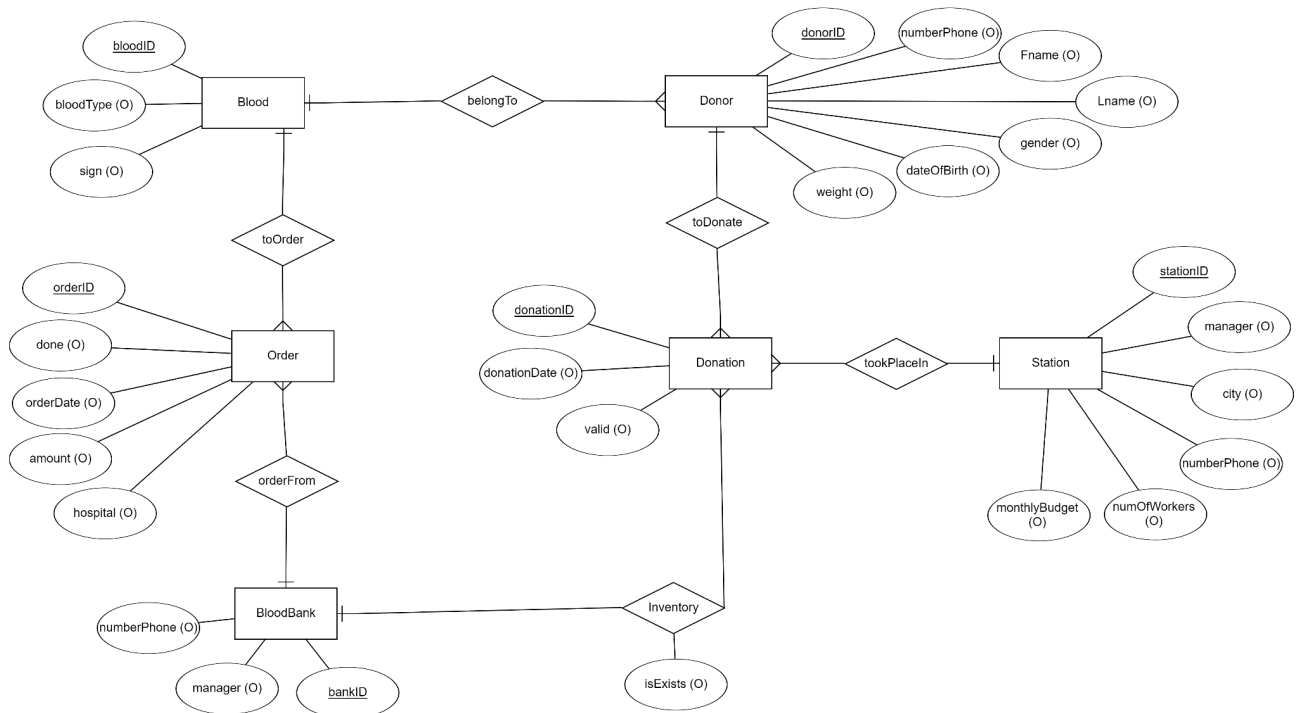 bloodID
bloodType (O)
sign (O)
Blood
belongTo
Donor
donorID
numberPhone (O)
Fname (O)
Lname (O)
gender (O)
dateOfBirth (O)
weight (O)
toOrder
toDonate
orderID
done (O)
orderDate (O)
amount (O)
hospital (O)
Order
donationID
donationDate (O)
valid (O)
Donation
tookPlaceIn
Station
stationID
manager (O)
city (O)
numberPhone (O)
numOfWorkers
(O)
monthlyBudget
(O)
orderFrom
BloodBank
numberPhone (O)
manager (O)
bankID
Inventory
isExists (O)